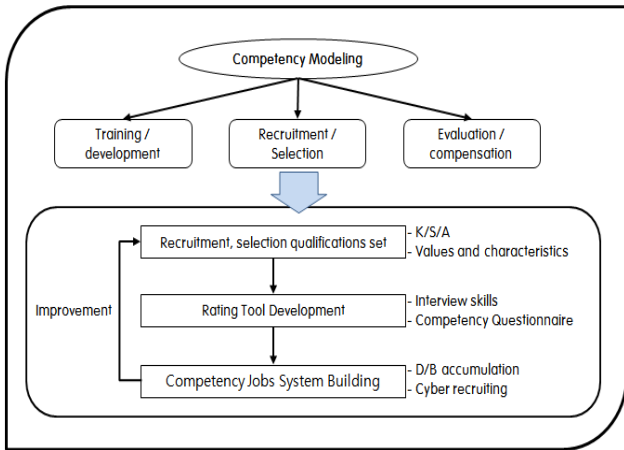 Competency Modeling
Training /
development
Recruitment /
Selection
Evaluation /
compensation
Recruitment, selection qualifications set
- K/S/A
- Values and characteristics
Improvement
Rating Tool Development
- Interview skills
- Competency Questionnaire
Competency Jobs System Building
- D/B accumulation
- Cyber recruiting